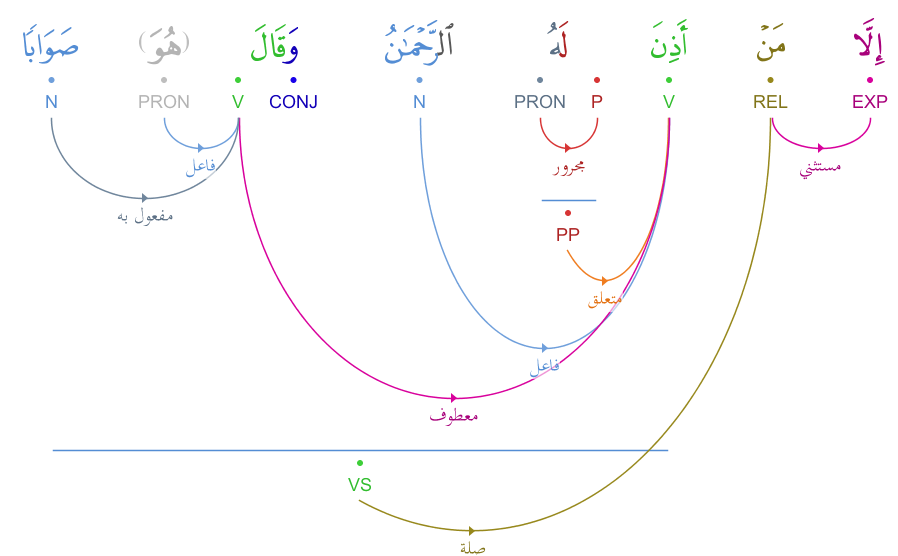 إِلَّا مَنْ أَذِنَ لَهُ ٱلرَّحْمَـٰنُ وَقَالَ (هُوَ) صَوَابًا
EXP REL V P PRON N CONJ V PRON N
مستثني مجرور فاعل
مفعول به
PP
متعلق
فاعل
معطوف
VS
صلة